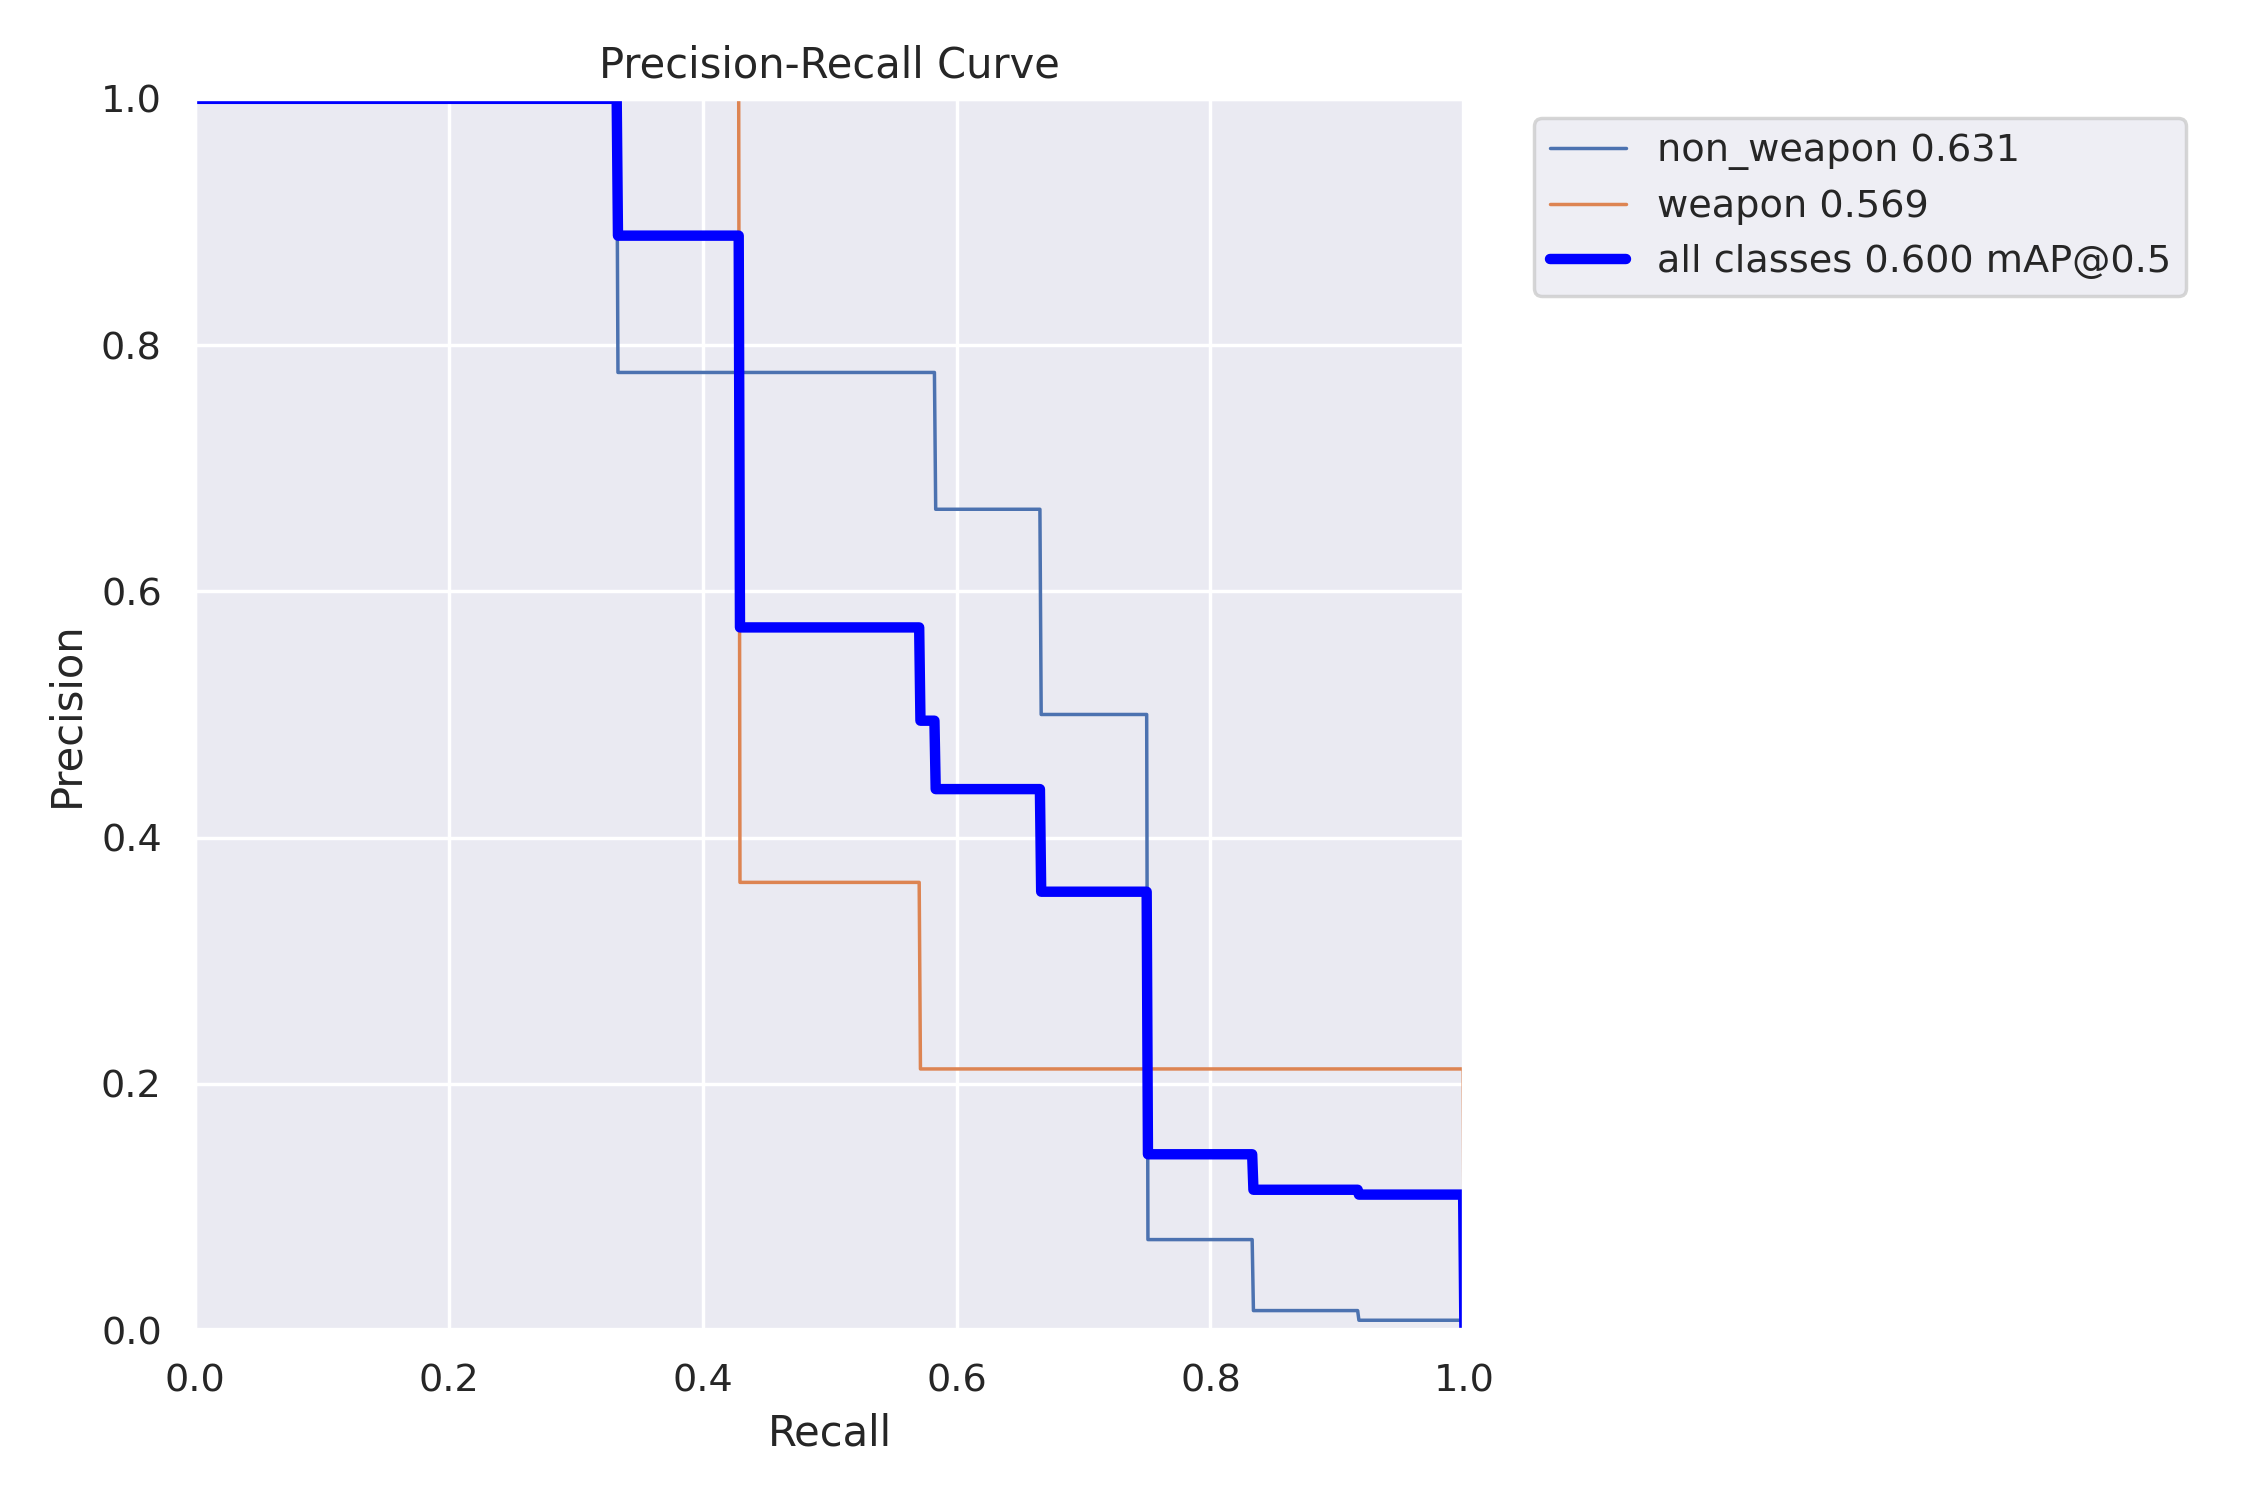 Precision-Recall Curve
non_weapon 0.631
weapon 0.569
all classes 0.600 mAP@0.5
Precision
1.0
0.8
0.6
0.4
0.2
0.0
0.0 0.2 0.4 0.6 0.8 1.0
Recall